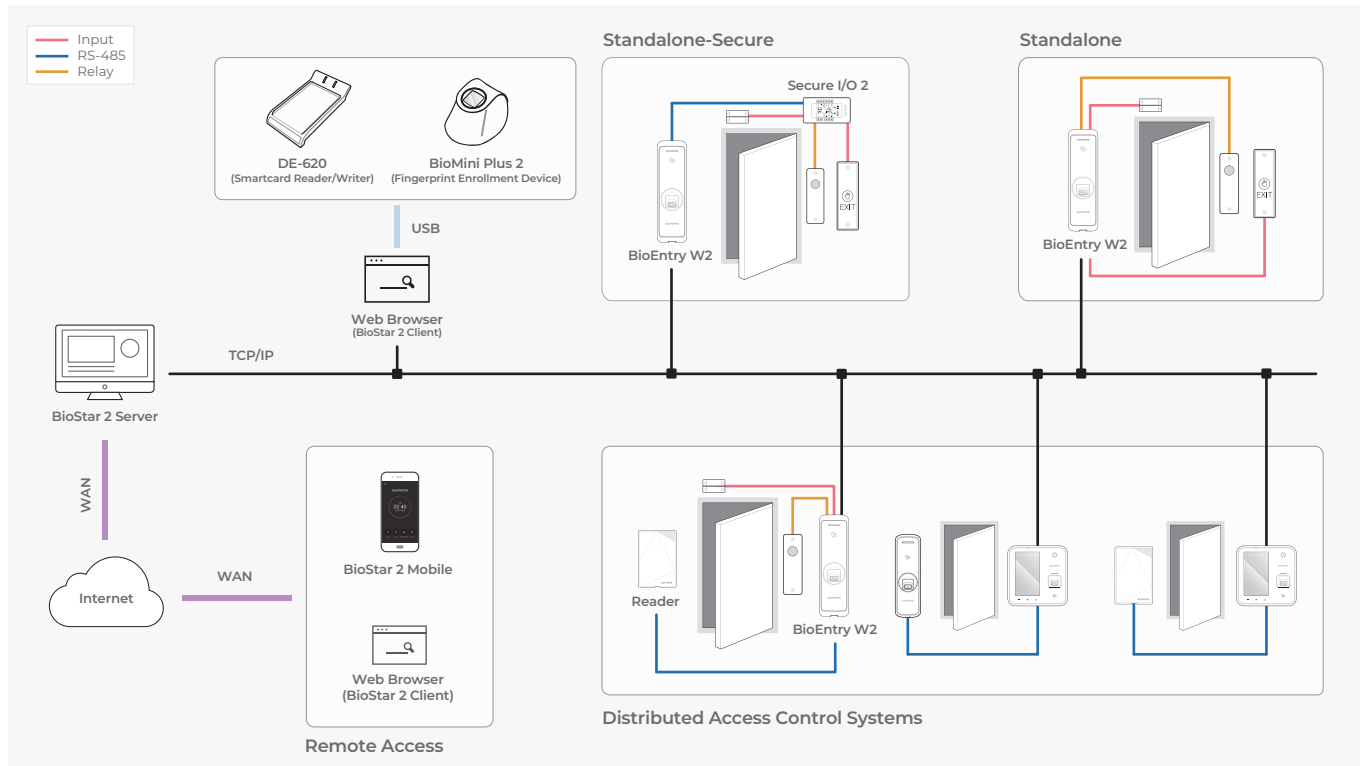 Input
RS-485
Relay
DE-620
(Smartcard Reader/Writer)
BioMini Plus 2
(Fingerprint Enrollment Device)
USB
Web Browser
(BioStar 2 Client)
Standalone-Secure
Secure I/O 2
EXIT
BioEntry W2
Standalone
EXIT
BioEntry W2
TCP/IP
BioStar 2 Server
WAN
Internet
WAN
02:45
BioStar 2 Mobile
Web Browser
(BioStar 2 Client)
Remote Access
Reader
BioEntry W2
Distributed Access Control Systems